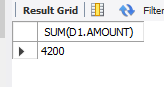 Result Grid Filter
SUM(D1.AMOUNT)
4200